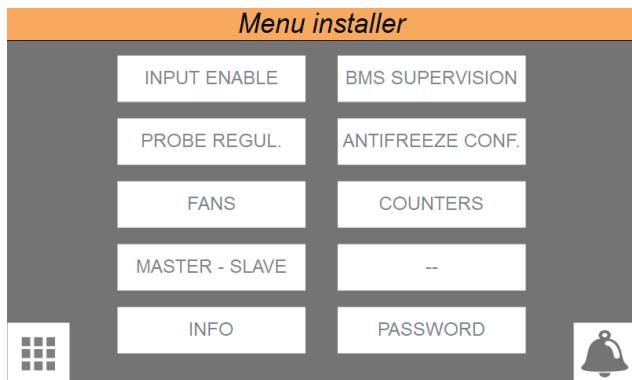 Menu installer
INPUT ENABLE
BMS SUPERVISION
PROBE REGUL.
ANTIFREEZE CONF.
FANS
COUNTERS
MASTER - SLAVE
--
INFO
PASSWORD